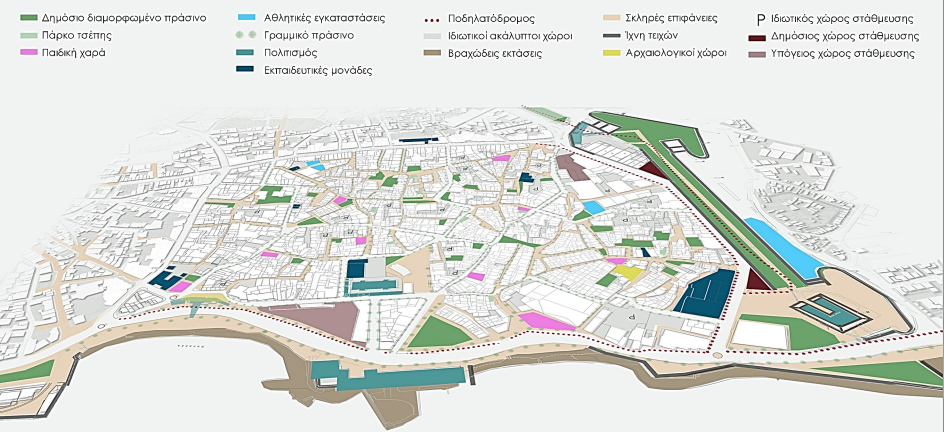 Δημόσιο διαμορφωμένο πράσινο
Πάρκο τσέπης
Παιδική χαρά
Αθλητικές εγκαταστάσεις
Γραμμικό πράσινο
Πολιτισμός
Εκπαιδευτικές μονάδες
Ποδηλατόδρομος
Ιδιωτικοί ακάλυπτοι χώροι
Βραχώδεις εκτάσεις
Σκληρές επιφάνειες
Ίχνη τειχών
Αρχαιολογικοί χώροι
P Ιδιωτικός χώρος στάθμευσης
Δημόσιος χώρος στάθμευσης
Υπόγειος χώρος στάθμευσης